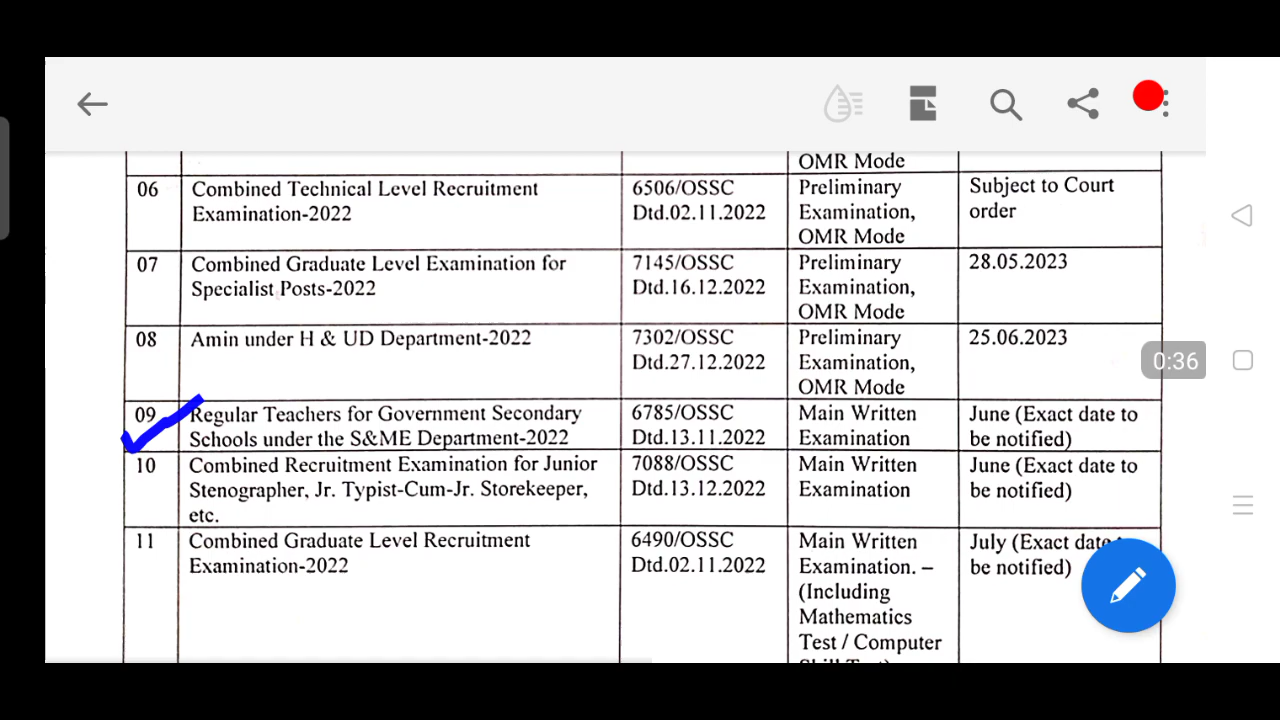 OMR Mode
06 Combined Technical Level Recruitment 6506/OSSC Preliminary Subject to Court
Examination-2022 Dtd.02.11.2022 Examination, order
OMR Mode
07 Combined Graduate Level Examination for 7145/OSSC Preliminary 28.05.2023
Specialist Posts-2022 Dtd.16.12.2022 Examination,
OMR Mode
08 Amin under H & UD Department-2022 7302/OSSC Preliminary 25.06.2023
Dtd.27.12.2022 Examination,
OMR Mode
0:36
09 Regular Teachers for Government Secondary 6785/OSSC Main Written June (Exact date to
Schools under the S&ME Department-2022 Dtd.13.11.2022 Examination be notified)
10 Combined Recruitment Examination for Junior 7088/OSSC Main Written June (Exact date to
Stenographer, Jr. Typist-Cum-Jr. Storekeeper, Dtd.13.12.2022 Examination be notified)
etc.
11 Combined Graduate Level Recruitment 6490/OSSC Main Written July (Exact date
Examination-2022 Dtd.02.11.2022 Examination. – be notified)
(Including
Mathematics
Test / Computer